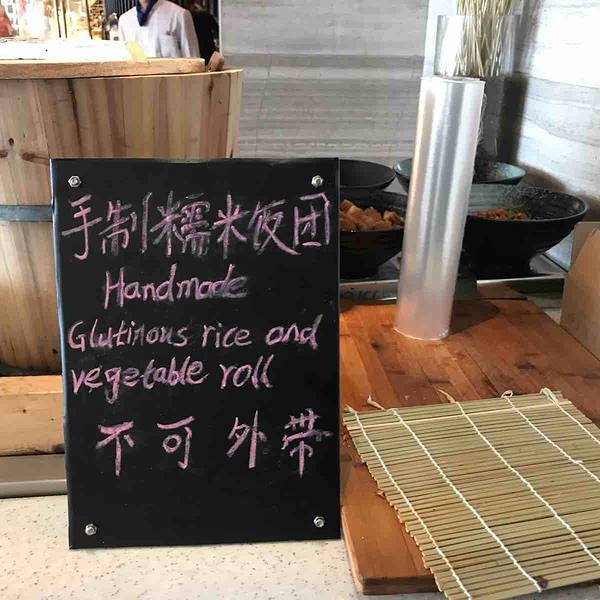 手制糯米饭团
Handmade
Glutinous rice and
vegetable roll
不可 外带